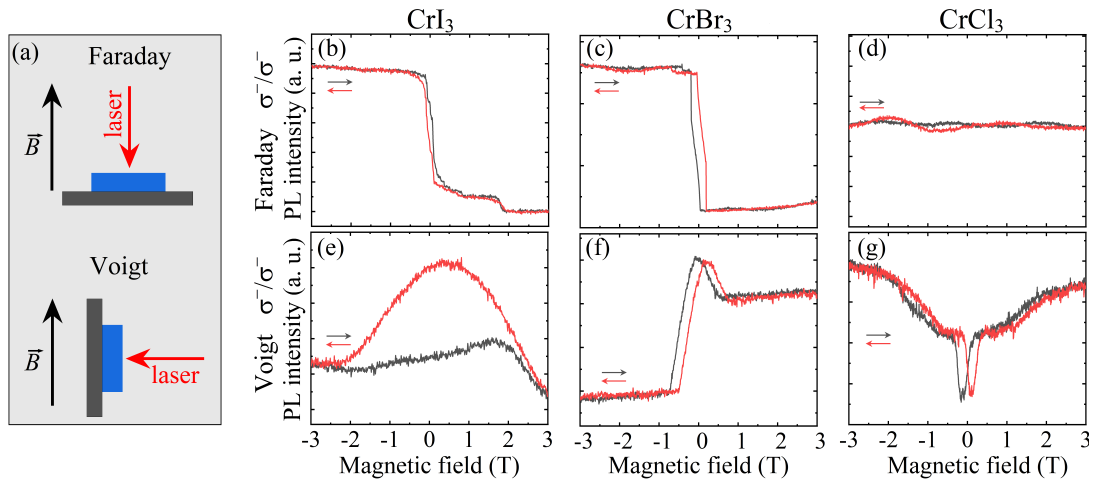 CrI₃ CrBr₃ CrCl₃
(a)
Faraday
B⃗
laser
Voigt
B⃗
laser
Faraday σ⁻/σ⁻
PL intensity (a. u.)
(b)
(c)
(d)
Voigt σ⁻/σ⁻
PL intensity (a. u.)
(e)
(f)
(g)
-3 -2 -1 0 1 2 3
-3 -2 -1 0 1 2 3
-3 -2 -1 0 1 2 3
Magnetic field (T) Magnetic field (T) Magnetic field (T)